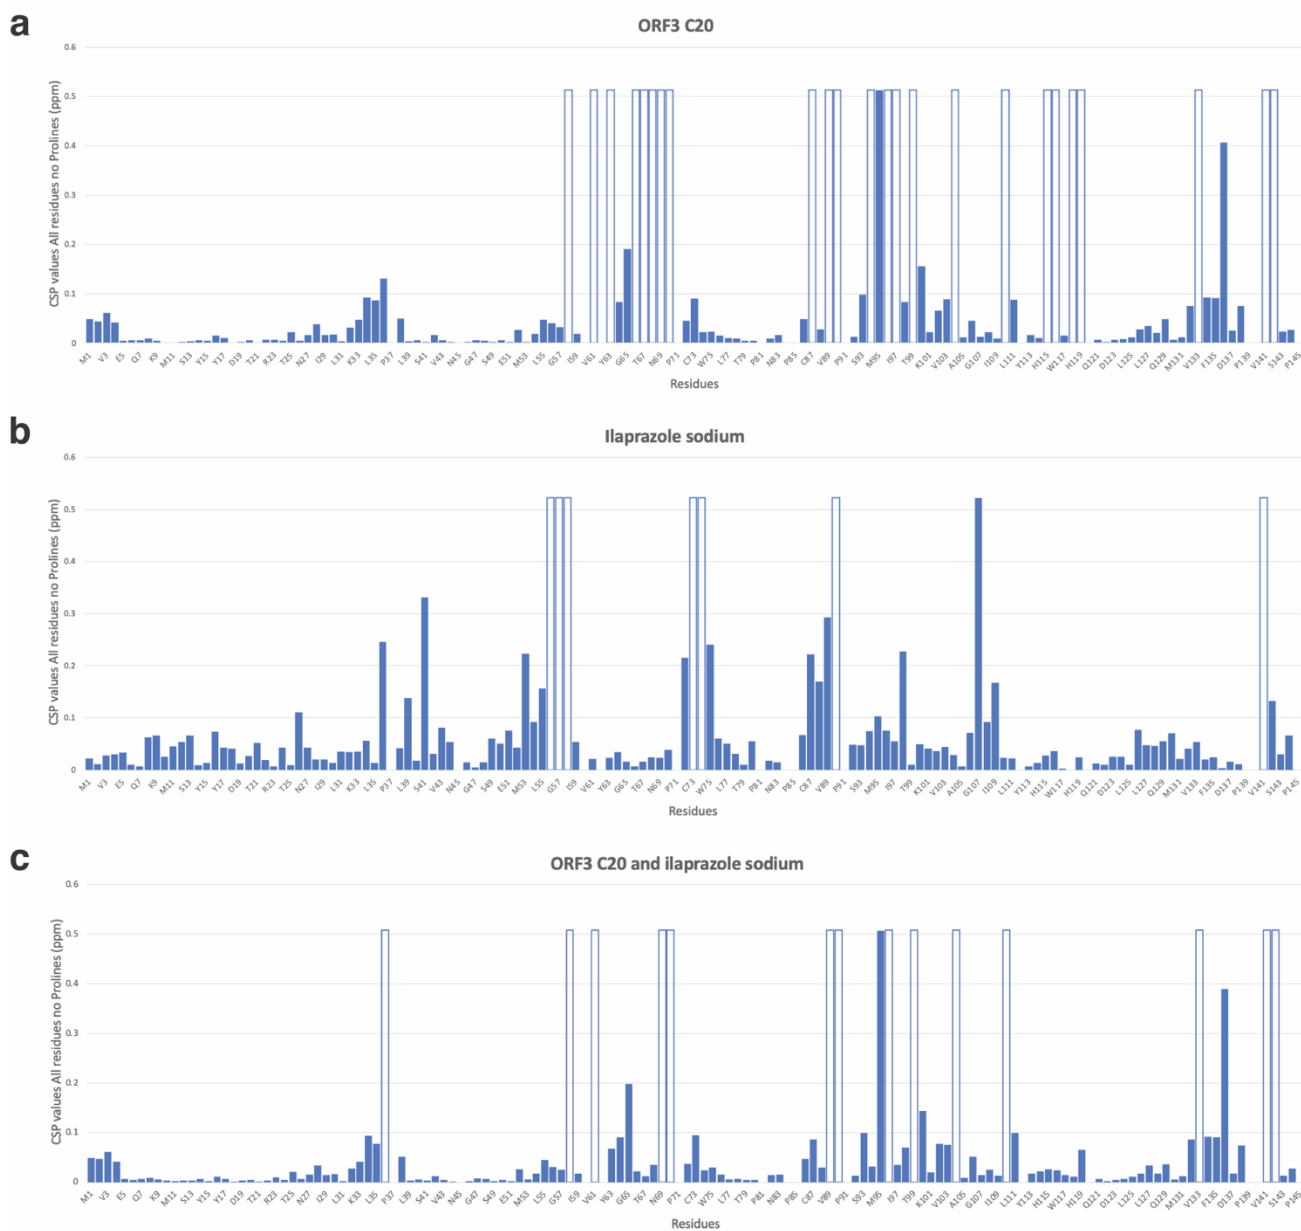 a
ORF3 C20
CSP values All residues no Prolines (ppm)
0.6
0.5
0.4
0.3
0.2
0.1
0
M1 V3 E5 Q7 K9 M11 S13 Y15 Y17 D19 T21 R23 T25 N27 I29 L31 K33 L35 P37 L39 S41 V43 N45 G47 S49 E51 M53 L55 G57 I59 V61 Y63 G65 T67 N69 P71 C73 W75 L77 T79 P81 N83 P85 C87 V89 P91 S93 M95 I97 T99 K101 V103 A105 G107 I109 L111 Y113 H115 W117 H119 Q121 D123 L125 L127 Q129 M131 V133 F135 D137 P139 V141 S143 P145
Residues
b
Ilaprazole sodium
CSP values All residues no Prolines (ppm)
0.6
0.5
0.4
0.3
0.2
0.1
0
M1 V3 E5 Q7 K9 M11 S13 Y15 Y17 D19 T21 R23 T25 N27 I29 L31 K33 L35 P37 L39 S41 V43 N45 G47 S49 E51 M53 L55 G57 I59 V61 Y63 G65 T67 N69 P71 C73 W75 L77 T79 P81 N83 P85 C87 V89 P91 S93 M95 I97 T99 K101 V103 A105 G107 I109 L111 Y113 H115 W117 H119 Q121 D123 L125 L127 Q129 M131 V133 F135 D137 P139 V141 S143 P145
Residues
c
ORF3 C20 and ilaprazole sodium
CSP values All residues no Prolines (ppm)
0.6
0.5
0.4
0.3
0.2
0.1
0
M1 V3 E5 Q7 K9 M11 S13 Y15 Y17 D19 T21 R23 T25 N27 I29 L31 K33 L35 P37 L39 S41 V43 N45 G47 S49 E51 M53 L55 G57 I59 V61 Y63 G65 T67 N69 P71 C73 W75 L77 T79 P81 N83 P85 C87 V89 P91 S93 M95 I97 T99 K101 V103 A105 G107 I109 L111 Y113 H115 W117 H119 Q121 D123 L125 L127 Q129 M131 V133 F135 D137 P139 V141 S143 P145
Residues